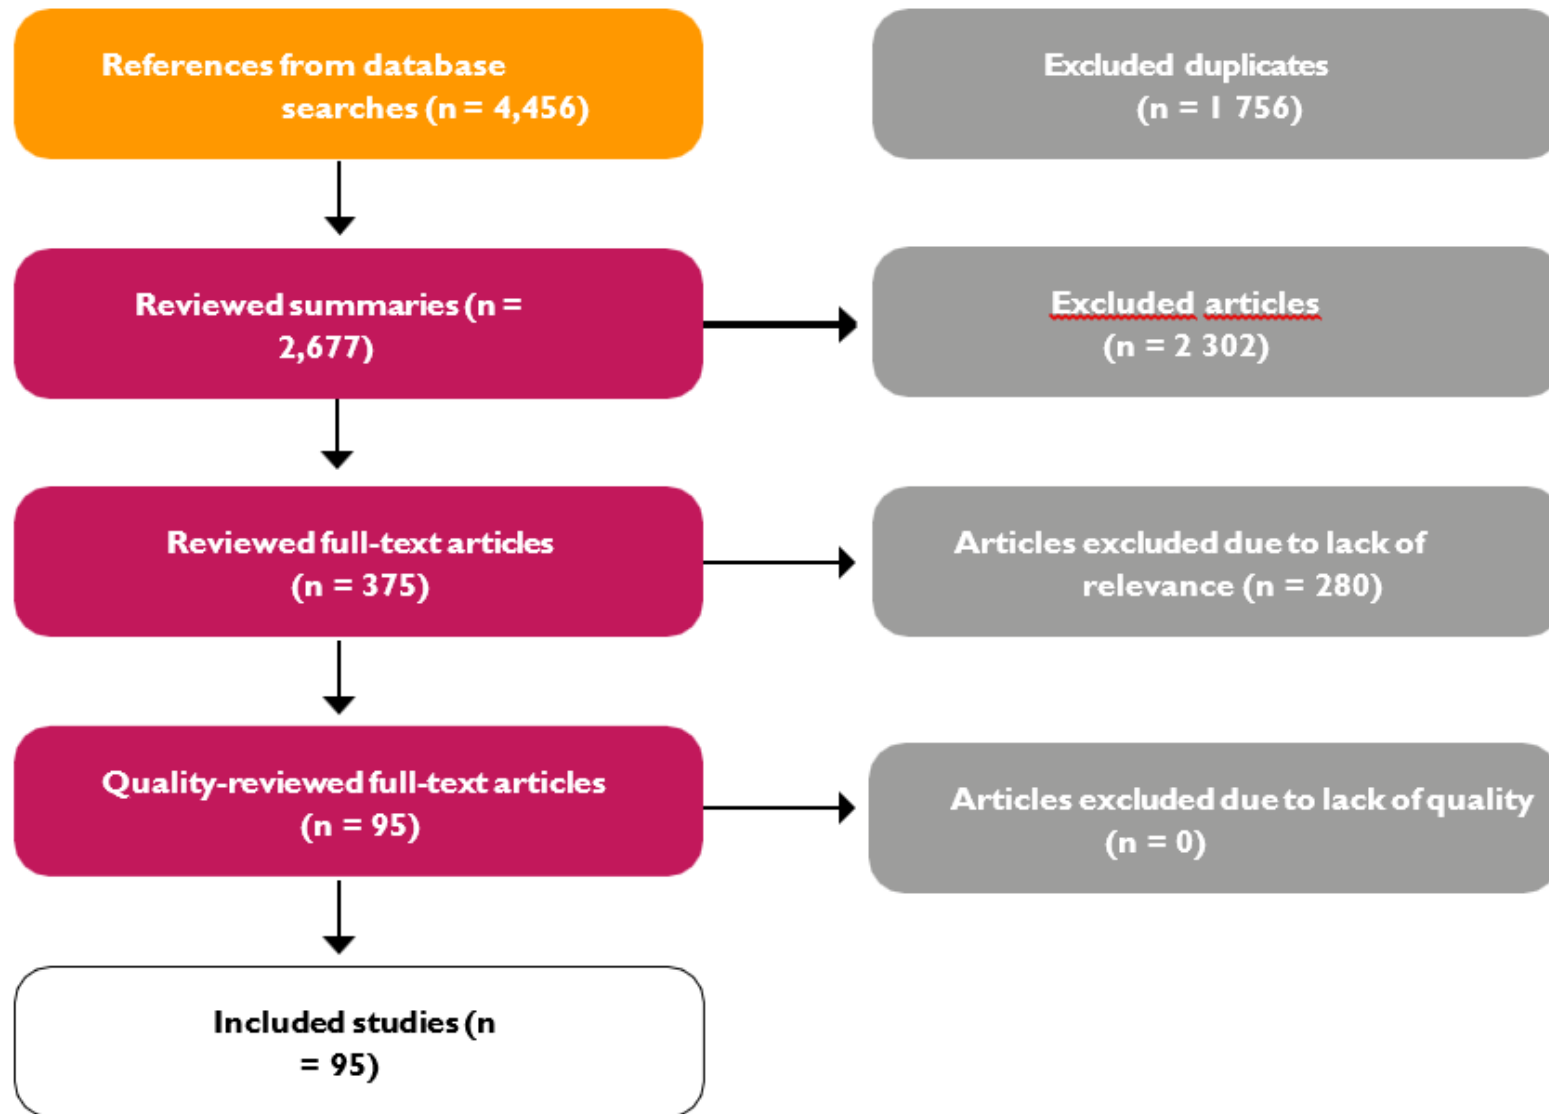 References from database
searches (n = 4,456)
Excluded duplicates
(n = 1 756)
Reviewed summaries (n =
2,677)
Excluded articles
(n = 2 302)
Reviewed full-text articles
(n = 375)
Articles excluded due to lack of
relevance (n = 280)
Quality-reviewed full-text articles
(n = 95)
Articles excluded due to lack of quality
(n = 0)
Included studies (n
= 95)